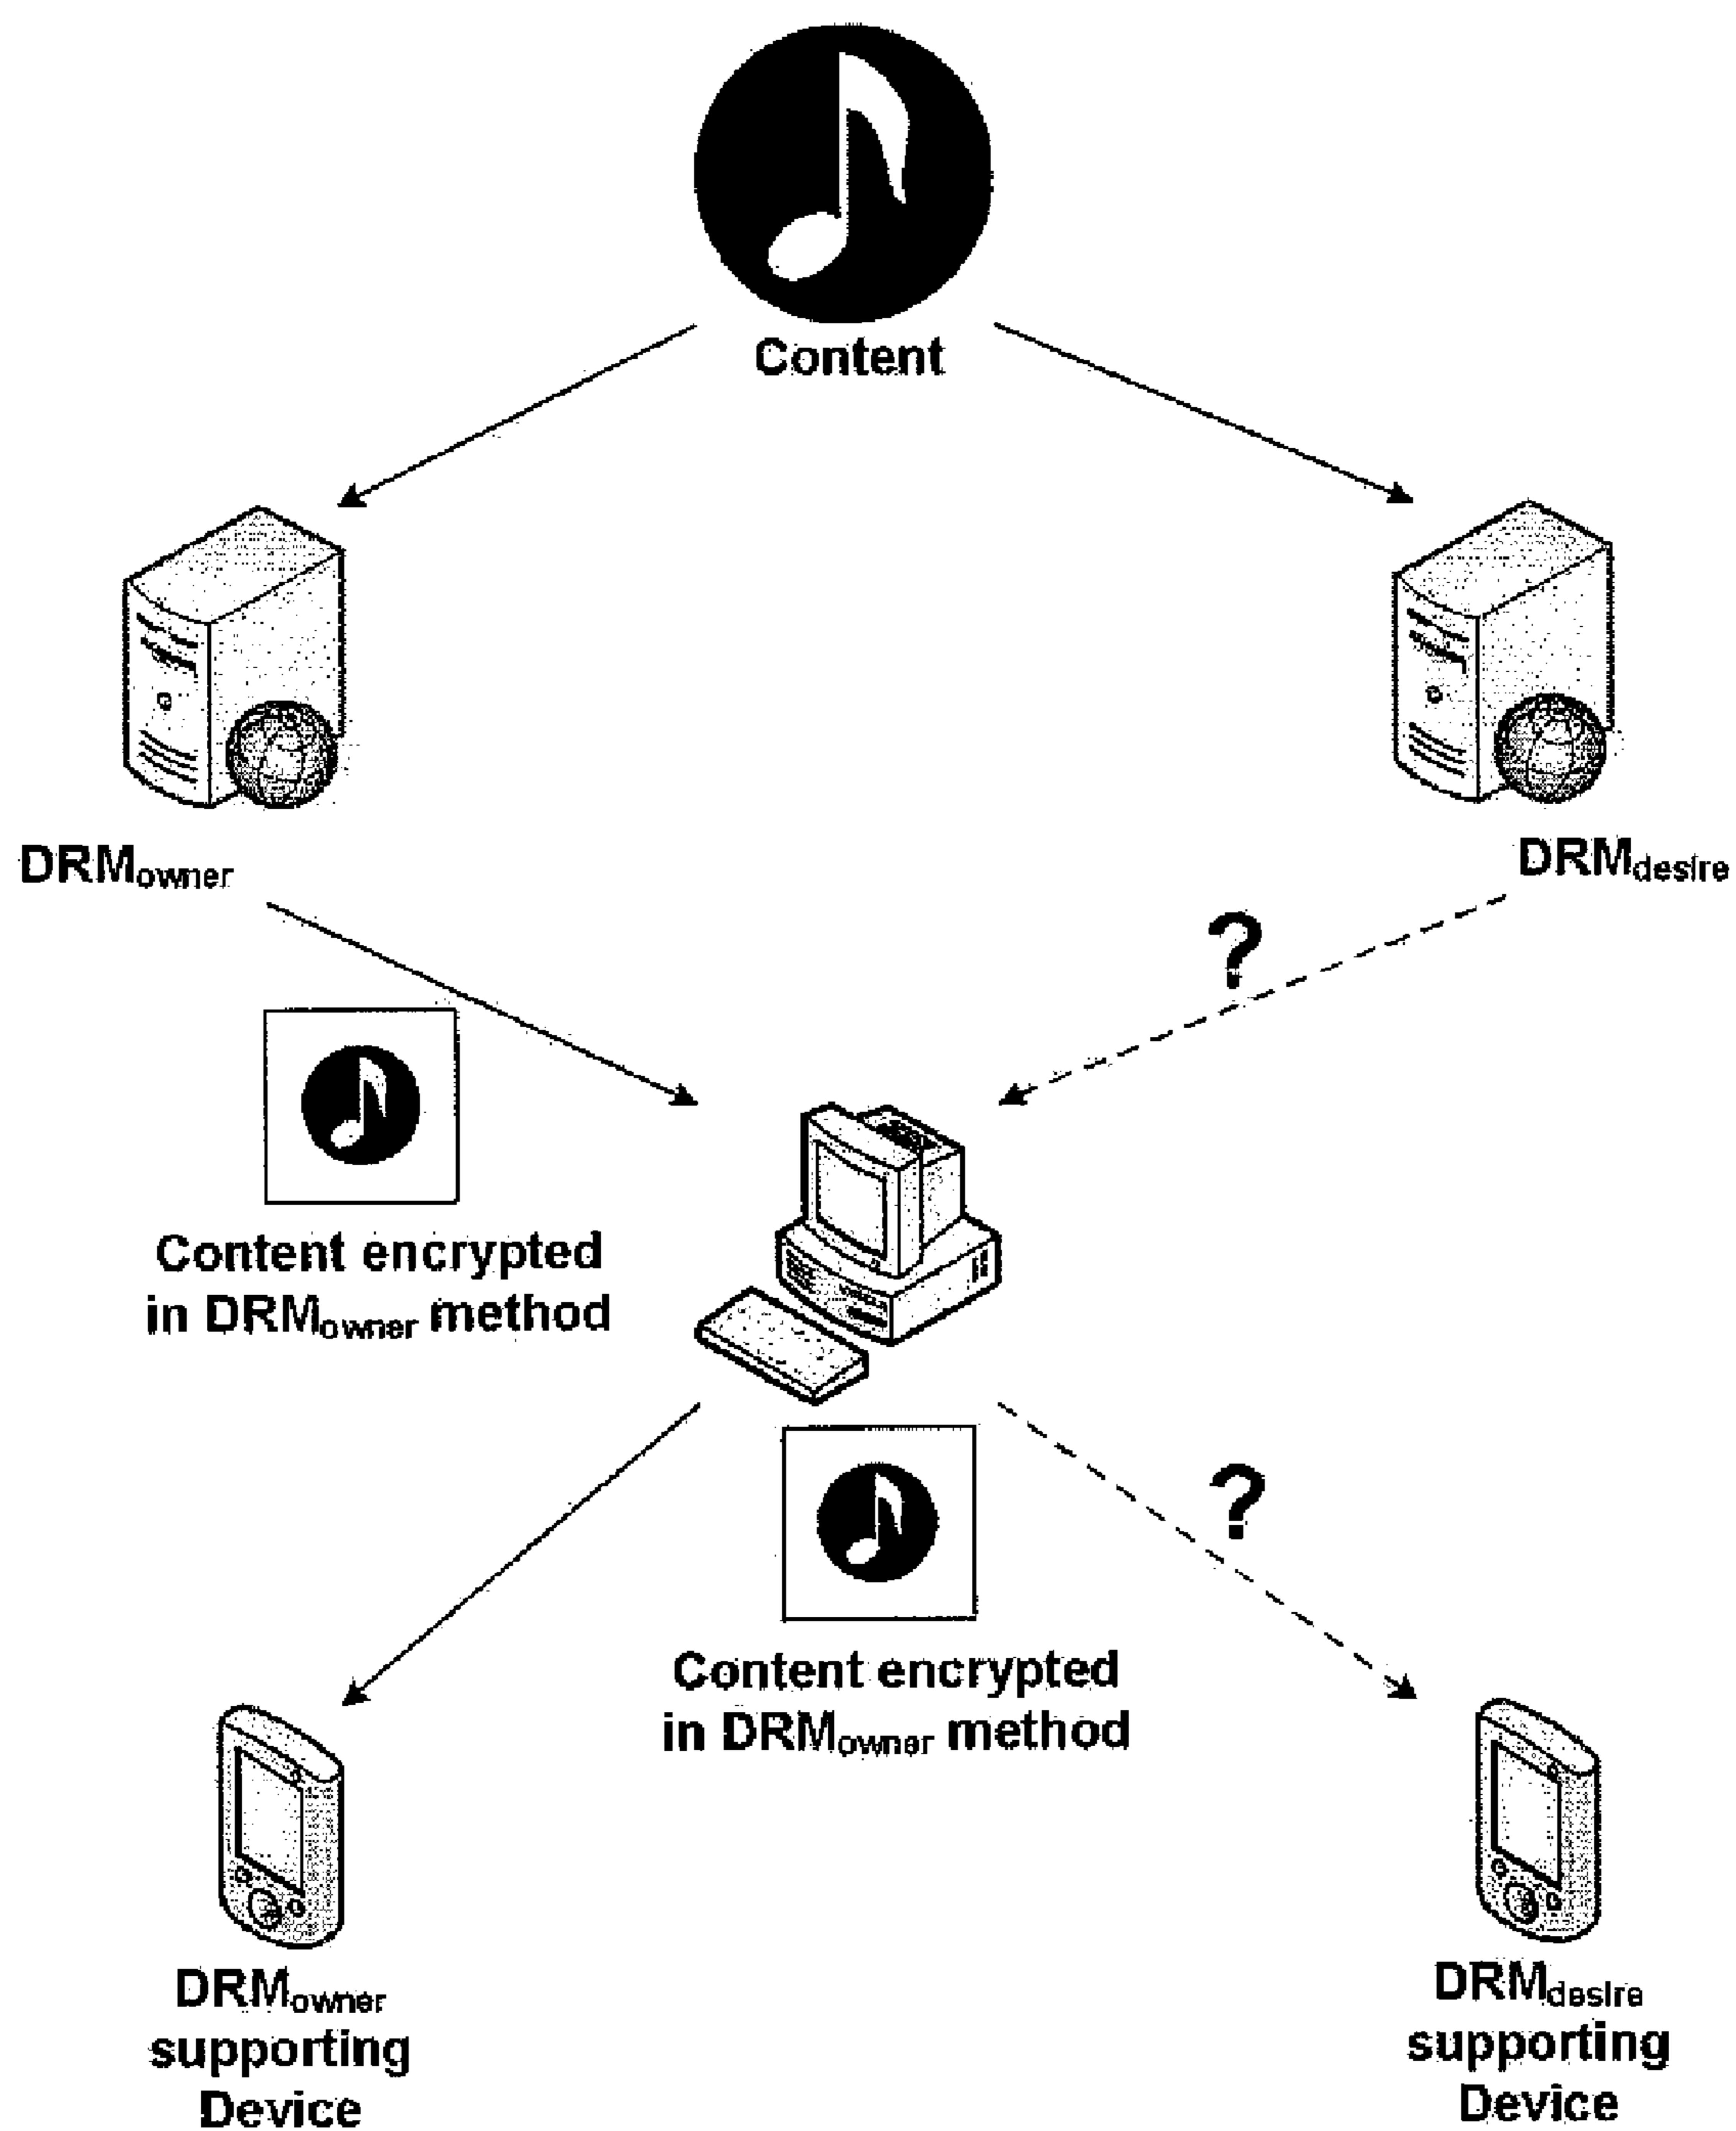 Content
DRMowner
DRMdesire
?
Content encrypted
in DRMowner method
?
Content encrypted
in DRMowner method
DRMowner
supporting
Device
DRMdesire
supporting
Device